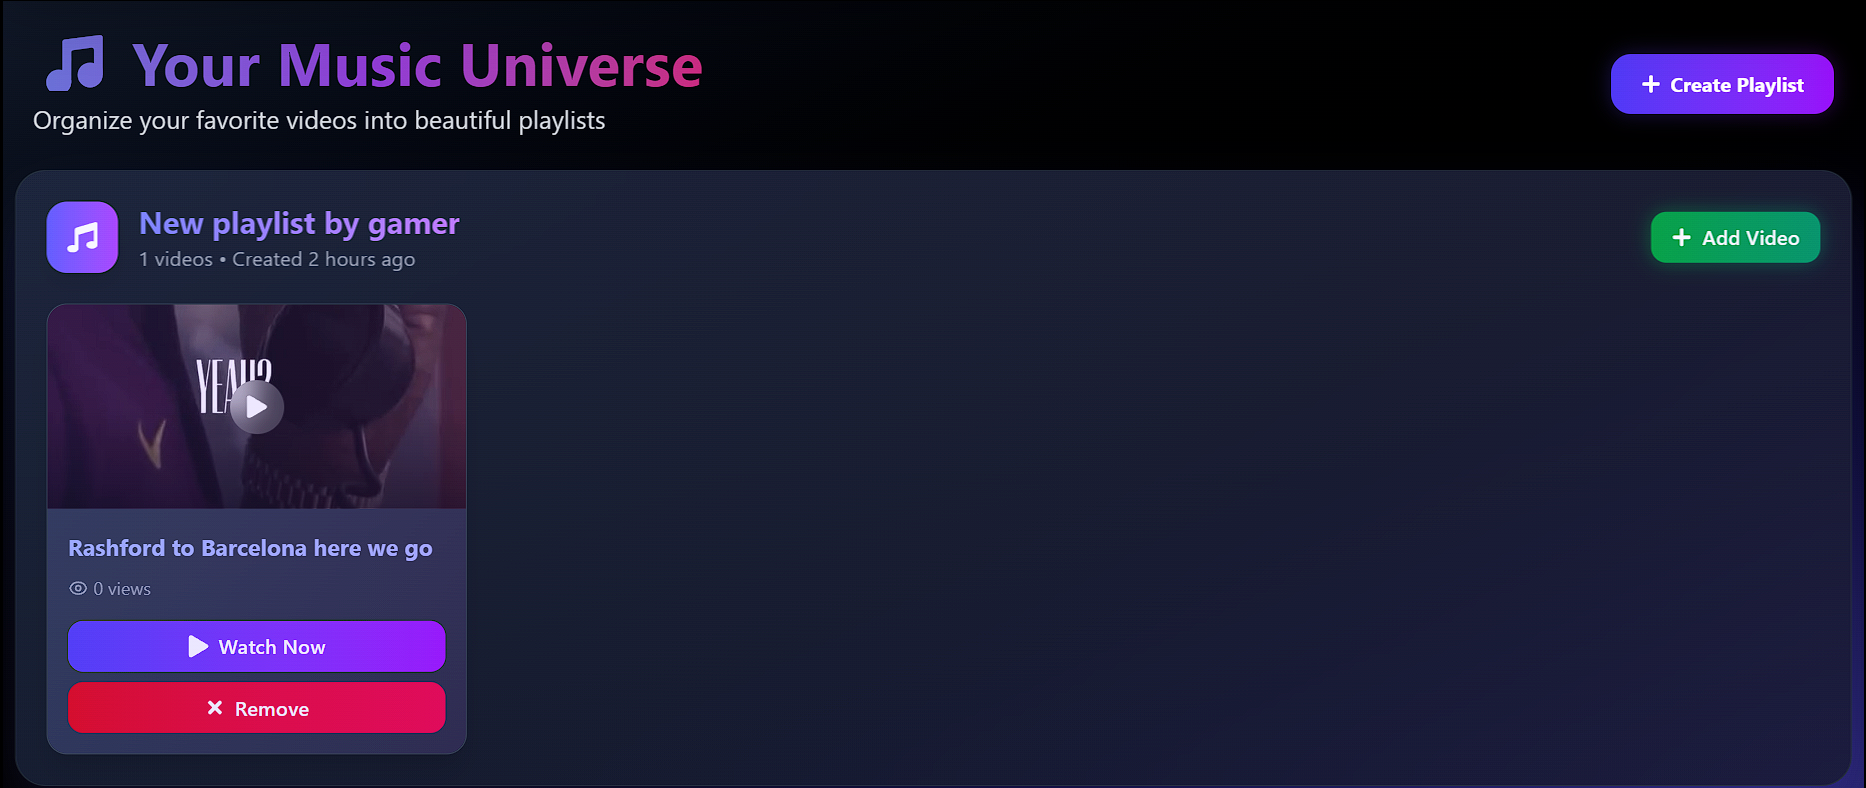 Your Music Universe
Organize your favorite videos into beautiful playlists
Create Playlist
New playlist by gamer
1 videos • Created 2 hours ago
Add Video
YEAH?
Rashford to Barcelona here we go
0 views
Watch Now
Remove